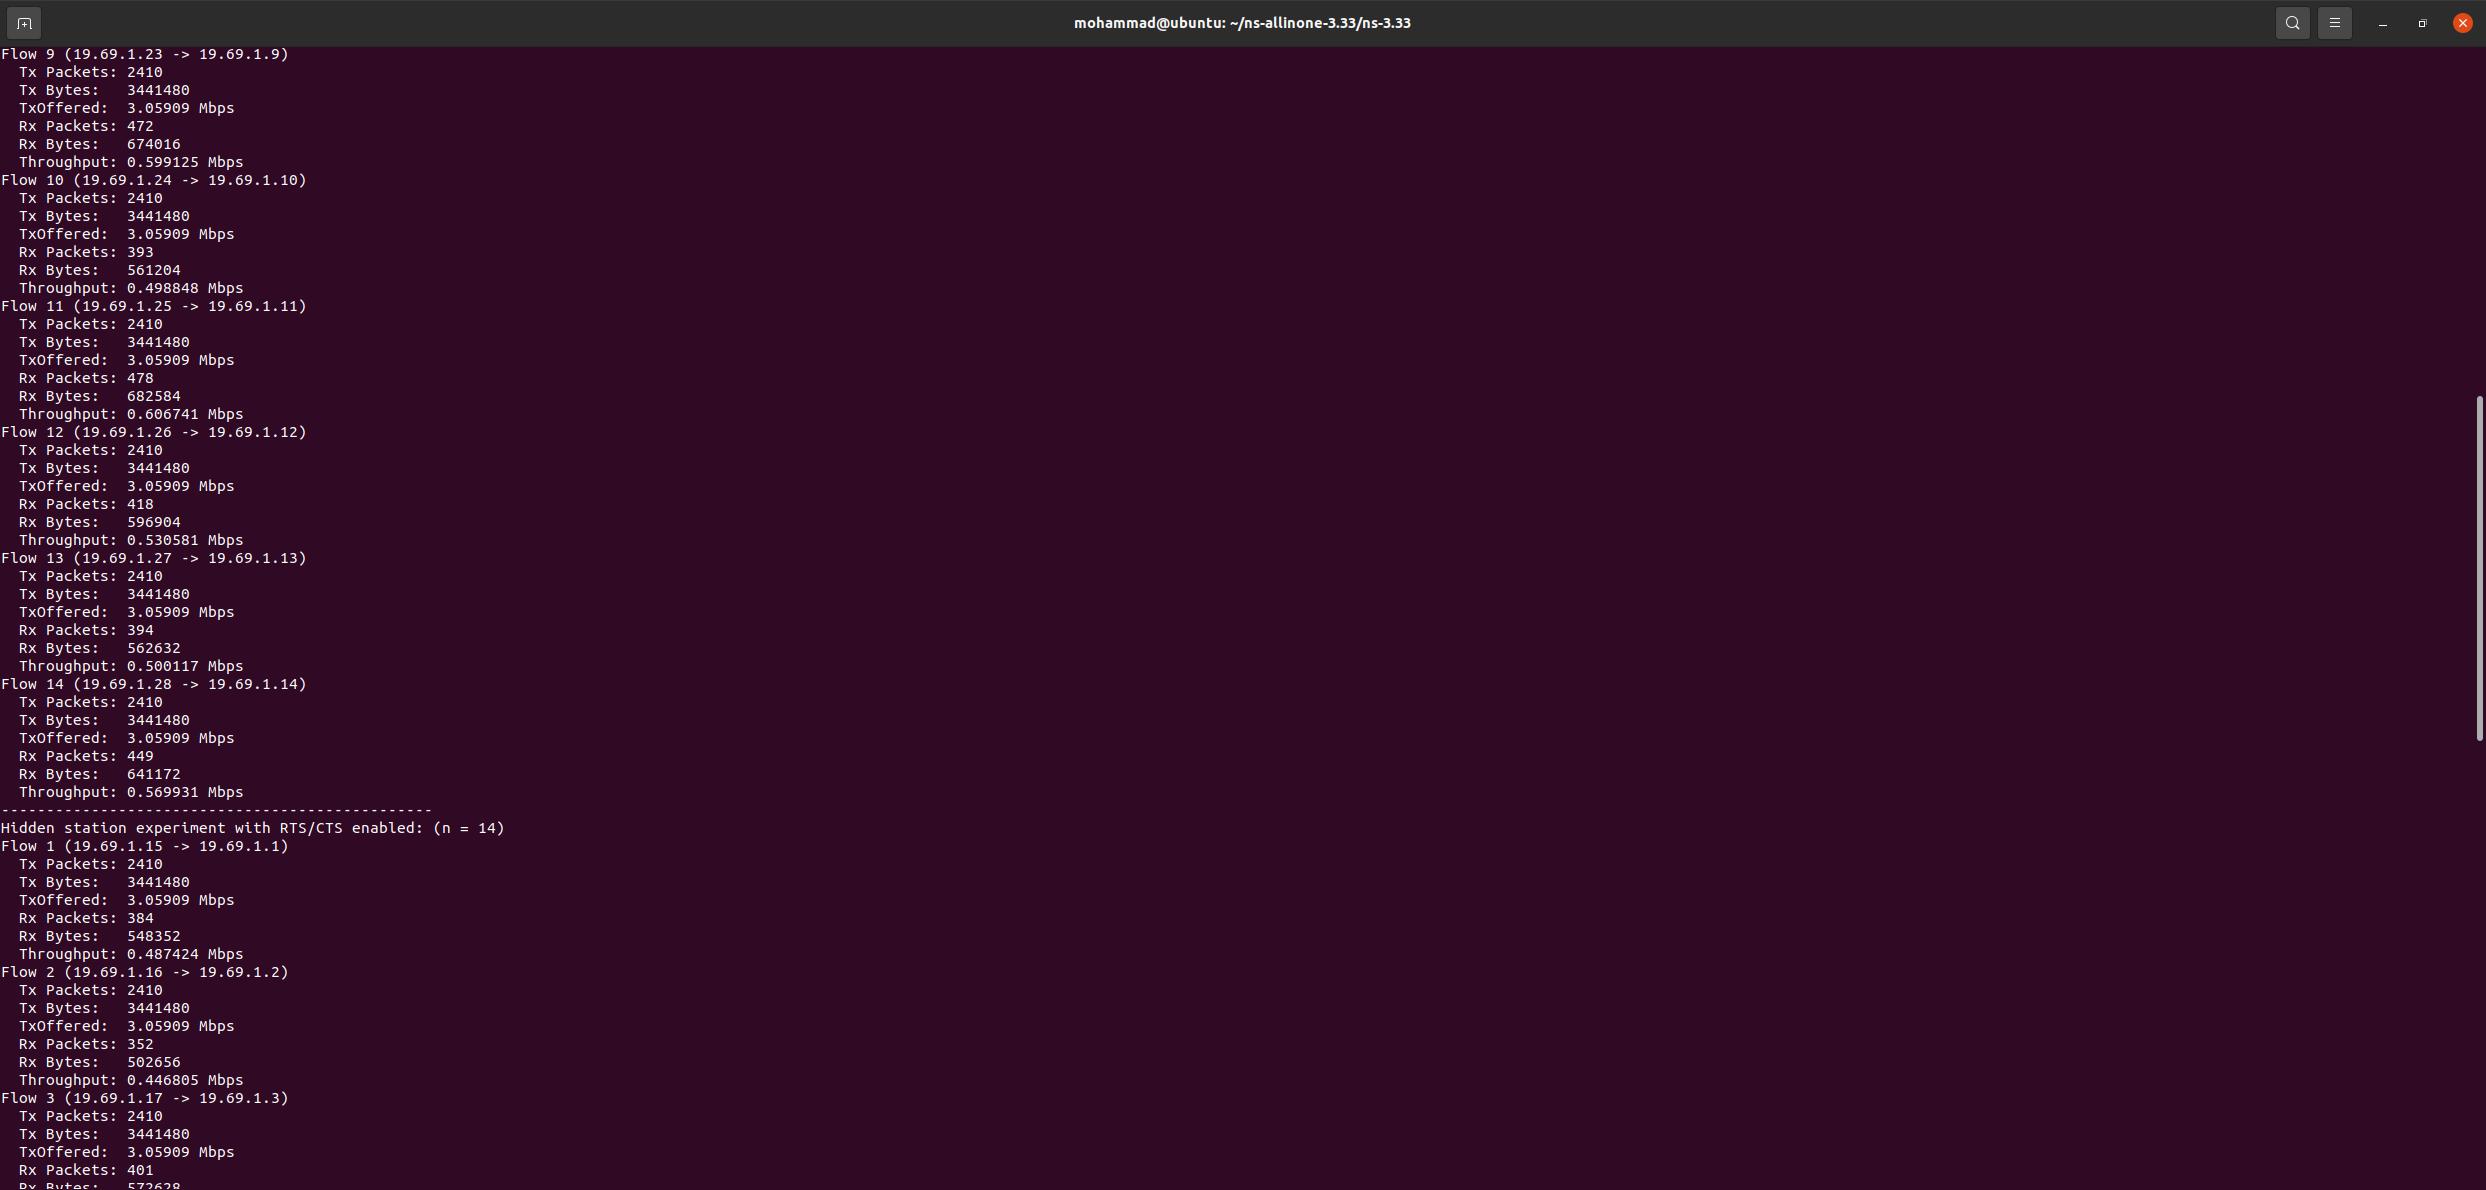 mohammad@ubuntu: ~/ns-allinone-3.33/ns-3.33
Flow 9 (19.69.1.23 -> 19.69.1.9)
  Tx Packets: 2410
  Tx Bytes:   3441480
  TxOffered:  3.05909 Mbps
  Rx Packets: 472
  Rx Bytes:   674016
  Throughput: 0.599125 Mbps
Flow 10 (19.69.1.24 -> 19.69.1.10)
  Tx Packets: 2410
  Tx Bytes:   3441480
  TxOffered:  3.05909 Mbps
  Rx Packets: 393
  Rx Bytes:   561204
  Throughput: 0.498848 Mbps
Flow 11 (19.69.1.25 -> 19.69.1.11)
  Tx Packets: 2410
  Tx Bytes:   3441480
  TxOffered:  3.05909 Mbps
  Rx Packets: 478
  Rx Bytes:   682584
  Throughput: 0.606741 Mbps
Flow 12 (19.69.1.26 -> 19.69.1.12)
  Tx Packets: 2410
  Tx Bytes:   3441480
  TxOffered:  3.05909 Mbps
  Rx Packets: 418
  Rx Bytes:   596904
  Throughput: 0.530581 Mbps
Flow 13 (19.69.1.27 -> 19.69.1.13)
  Tx Packets: 2410
  Tx Bytes:   3441480
  TxOffered:  3.05909 Mbps
  Rx Packets: 394
  Rx Bytes:   562632
  Throughput: 0.500117 Mbps
Flow 14 (19.69.1.28 -> 19.69.1.14)
  Tx Packets: 2410
  Tx Bytes:   3441480
  TxOffered:  3.05909 Mbps
  Rx Packets: 449
  Rx Bytes:   641172
  Throughput: 0.569931 Mbps
------------------------------------------------
Hidden station experiment with RTS/CTS enabled: (n = 14)
Flow 1 (19.69.1.15 -> 19.69.1.1)
  Tx Packets: 2410
  Tx Bytes:   3441480
  TxOffered:  3.05909 Mbps
  Rx Packets: 384
  Rx Bytes:   548352
  Throughput: 0.487424 Mbps
Flow 2 (19.69.1.16 -> 19.69.1.2)
  Tx Packets: 2410
  Tx Bytes:   3441480
  TxOffered:  3.05909 Mbps
  Rx Packets: 352
  Rx Bytes:   502656
  Throughput: 0.446805 Mbps
Flow 3 (19.69.1.17 -> 19.69.1.3)
  Tx Packets: 2410
  Tx Bytes:   3441480
  TxOffered:  3.05909 Mbps
  Rx Packets: 401
  Rx Bytes:   572628